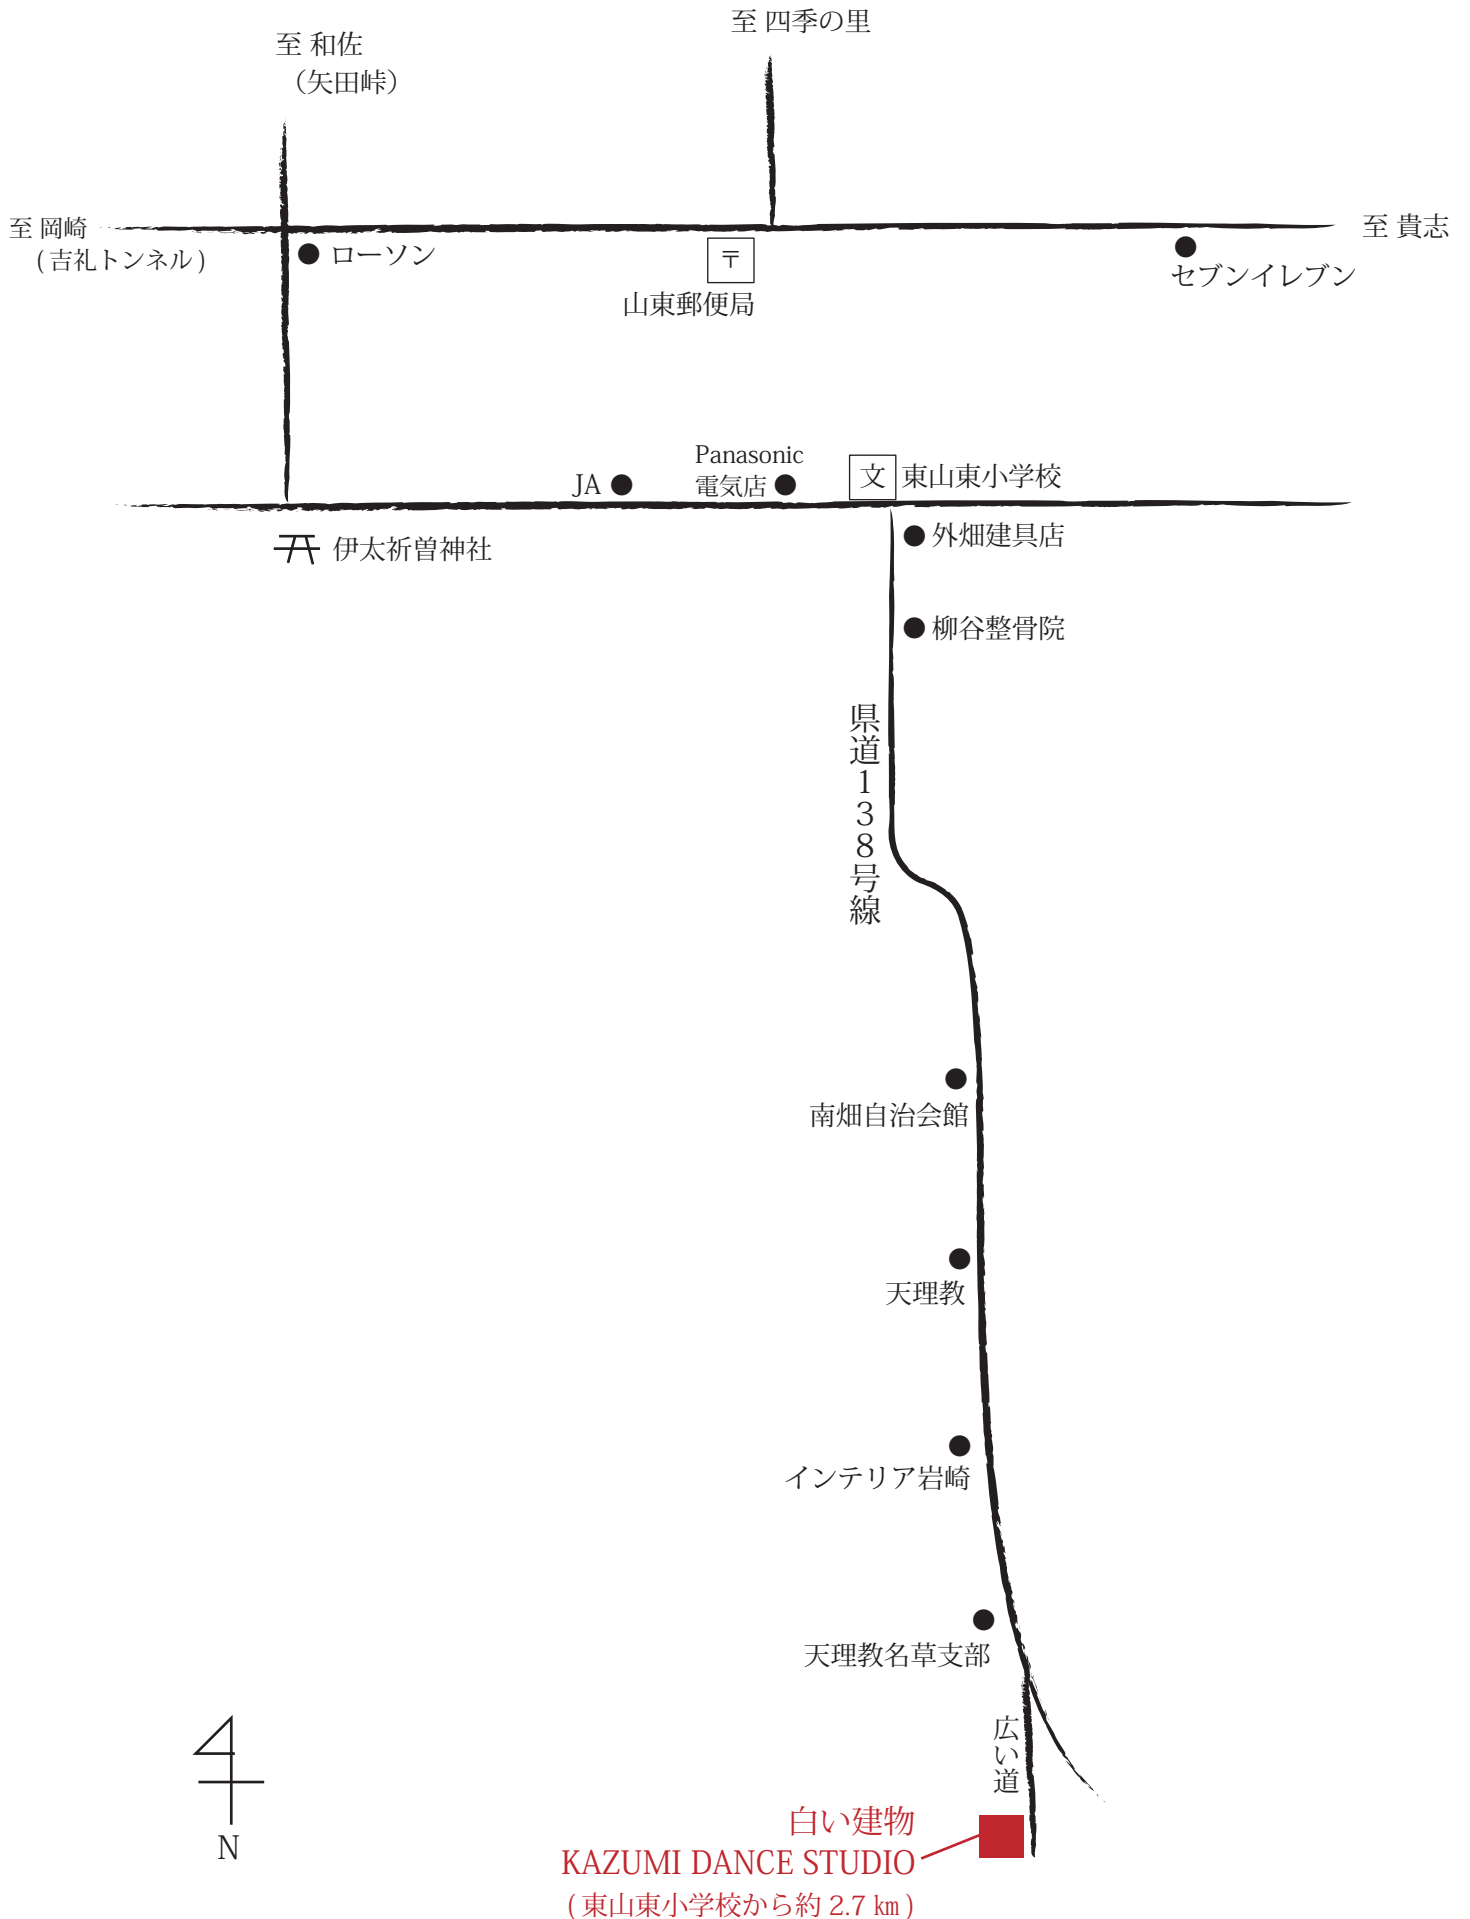 至 四季の里
至 和佐
（矢田峠）
至 岡崎
( 吉礼トンネル )
至 貴志
ローソン
〒
山東郵便局
セブンイレブン
JA
Panasonic
電気店
文
東山東小学校
伊太祈曽神社
外畑建具店
柳谷整骨院
県道138号線
南畑自治会館
天理教
インテリア岩崎
天理教名草支部
広い道
N
白い建物
KAZUMI DANCE STUDIO
( 東山東小学校から約 2.7 ㎞ )